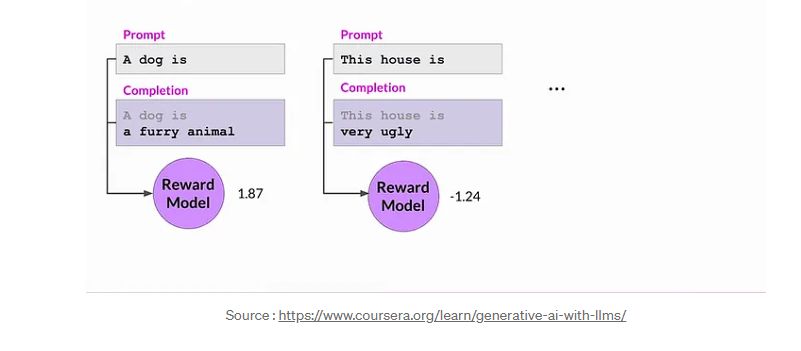 Prompt
A dog is
Completion
A dog is
a furry animal
Reward
Model
1.87
Prompt
This house is
Completion
This house is
very ugly
Reward
Model
-1.24
...
Source : https://www.coursera.org/learn/generative-ai-with-llms/